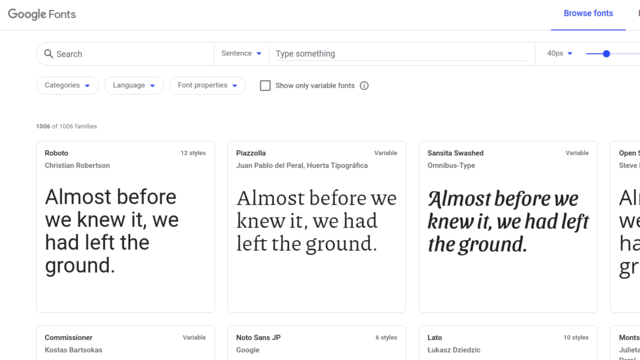 Google Fonts
Browse fonts
Search
Sentence
Type something
40px
Categories
Language
Font properties
Show only variable fonts
1006 of 1006 families
Roboto
12 styles
Christian Robertson
Almost before
we knew it, we
had left the
ground.
Piazzolla
Variable
Juan Pablo del Peral, Huerta Tipográfica
Almost before we
knew it, we had
left the ground.
Sansita Swashed
Variable
Omnibus-Type
Almost before we
knew it, we had left
the ground.
Open S
Steve
Al
we
ha
gr
Commissioner
Variable
Kostas Bartsokas
Noto Sans JP
6 styles
Google
Lato
10 styles
Łukasz Dziedzic
Monts
Julieta